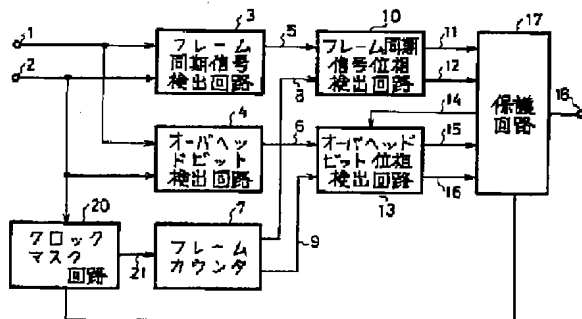 1
2
3
フレーム
同期信号
検出回路
5
10
フレーム同期
信号位相
検出回路
11
12
17
保護
回路
18
8
14
4
オーバヘッ
ドビット
検出回路
6
オーバヘッド
ビット位相
検出回路
13
15
16
20
クロック
マスク
回路
21
7
フレーム
カウンタ
9